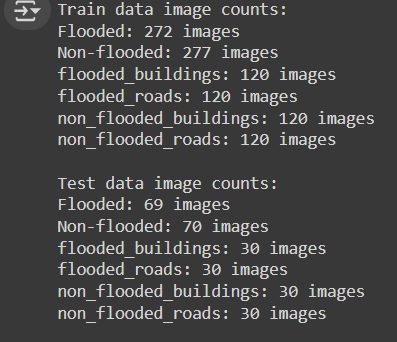 Train data image counts:
Flooded: 272 images
Non-flooded: 277 images
flooded_buildings: 120 images
flooded_roads: 120 images
non_flooded_buildings: 120 images
non_flooded_roads: 120 images

Test data image counts:
Flooded: 69 images
Non-flooded: 70 images
flooded_buildings: 30 images
flooded_roads: 30 images
non_flooded_buildings: 30 images
non_flooded_roads: 30 images